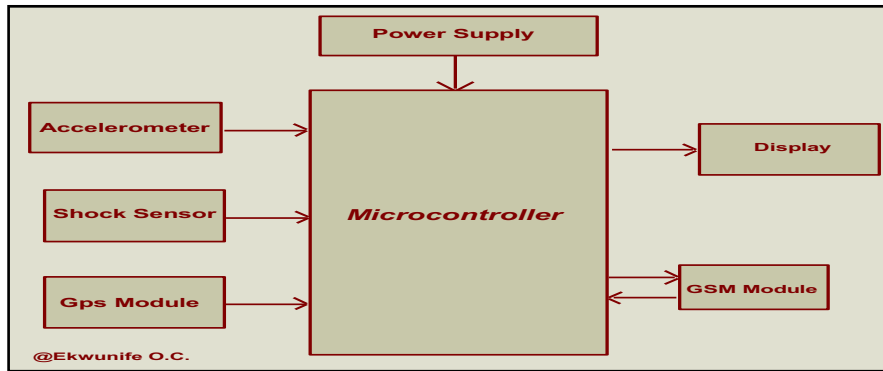 Power Supply
Accelerometer
Display
Shock Sensor
Microcontroller
Gps Module
GSM Module
@Ekwunife O.C.